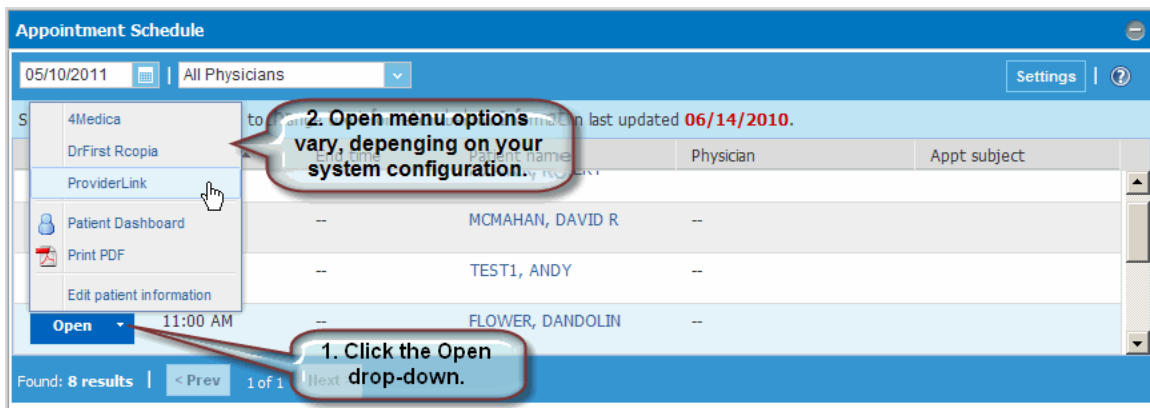 Appointment Schedule
05/10/2011 | All Physicians Settings |
S to last updated 06/14/2010.
4Medica
DrFirst Rcopia
ProviderLink
Patient Dashboard
Print PDF
Edit patient information
2. Open menu options
vary, depenging on your
system configuration.
End time Patient name Physician Appt subject
-- MCMAHAN, DAVID R --
-- TEST1, ANDY --
Open 11:00 AM -- FLOWER, DANDOLIN --
1. Click the Open
drop-down.
Found: 8 results | < Prev 1 of 1 Next